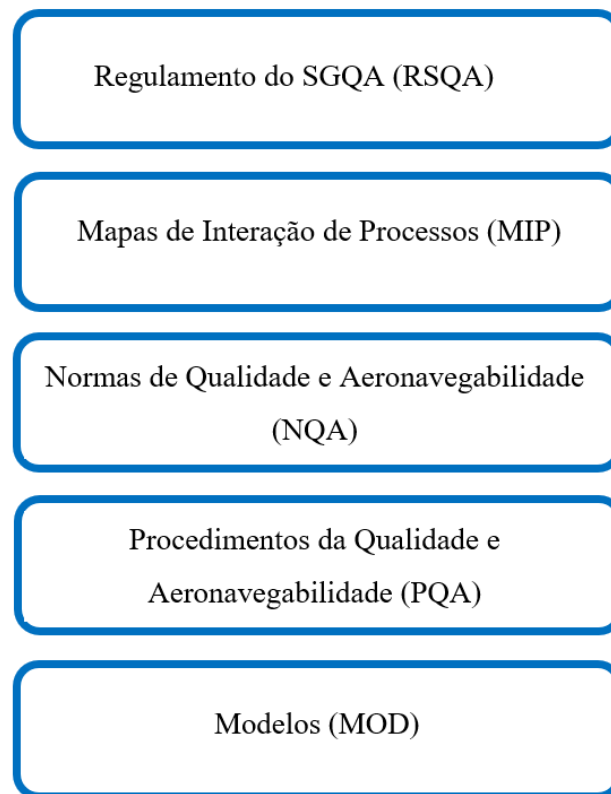 Regulamento do SGQA (RSQA)
Mapas de Interação de Processos (MIP)
Normas de Qualidade e Aeronavegabilidade
(NQA)
Procedimentos da Qualidade e
Aeronavegabilidade (PQA)
Modelos (MOD)